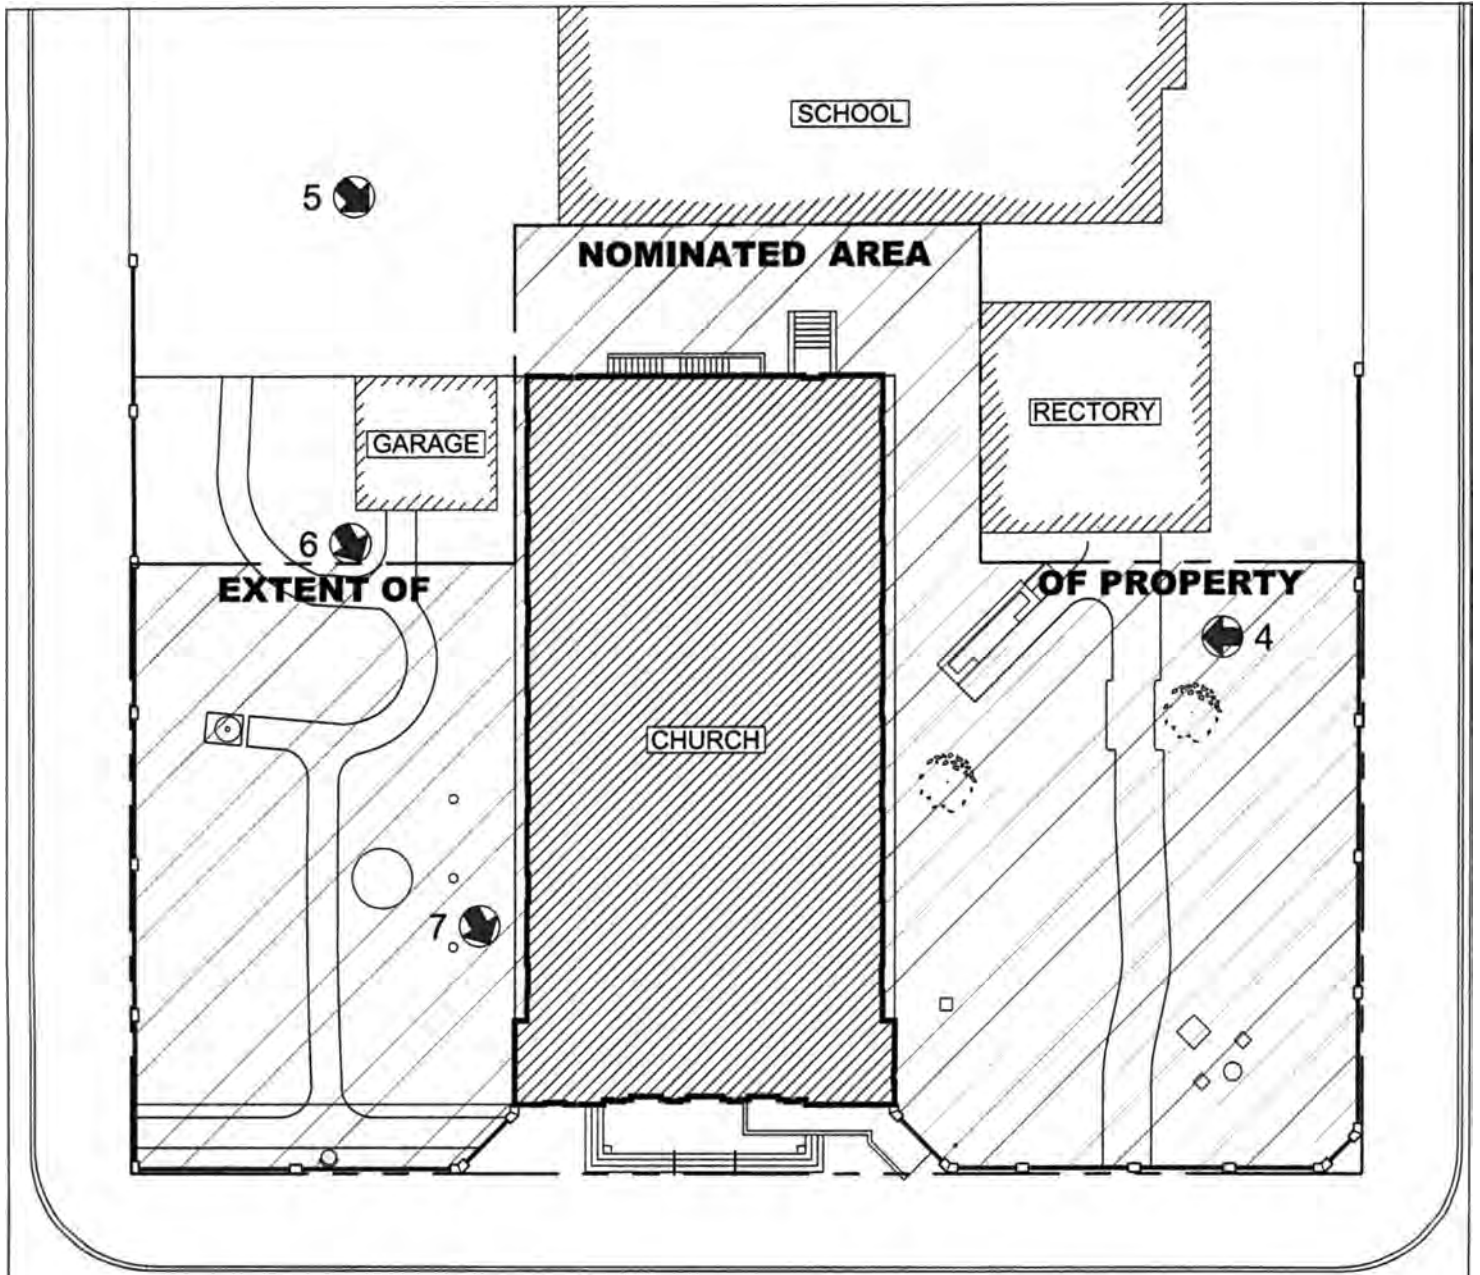 SCHOOL
5
NOMINATED AREA
RECTORY
GARAGE
6
EXTENT OF
OF PROPERTY
4
CHURCH
7